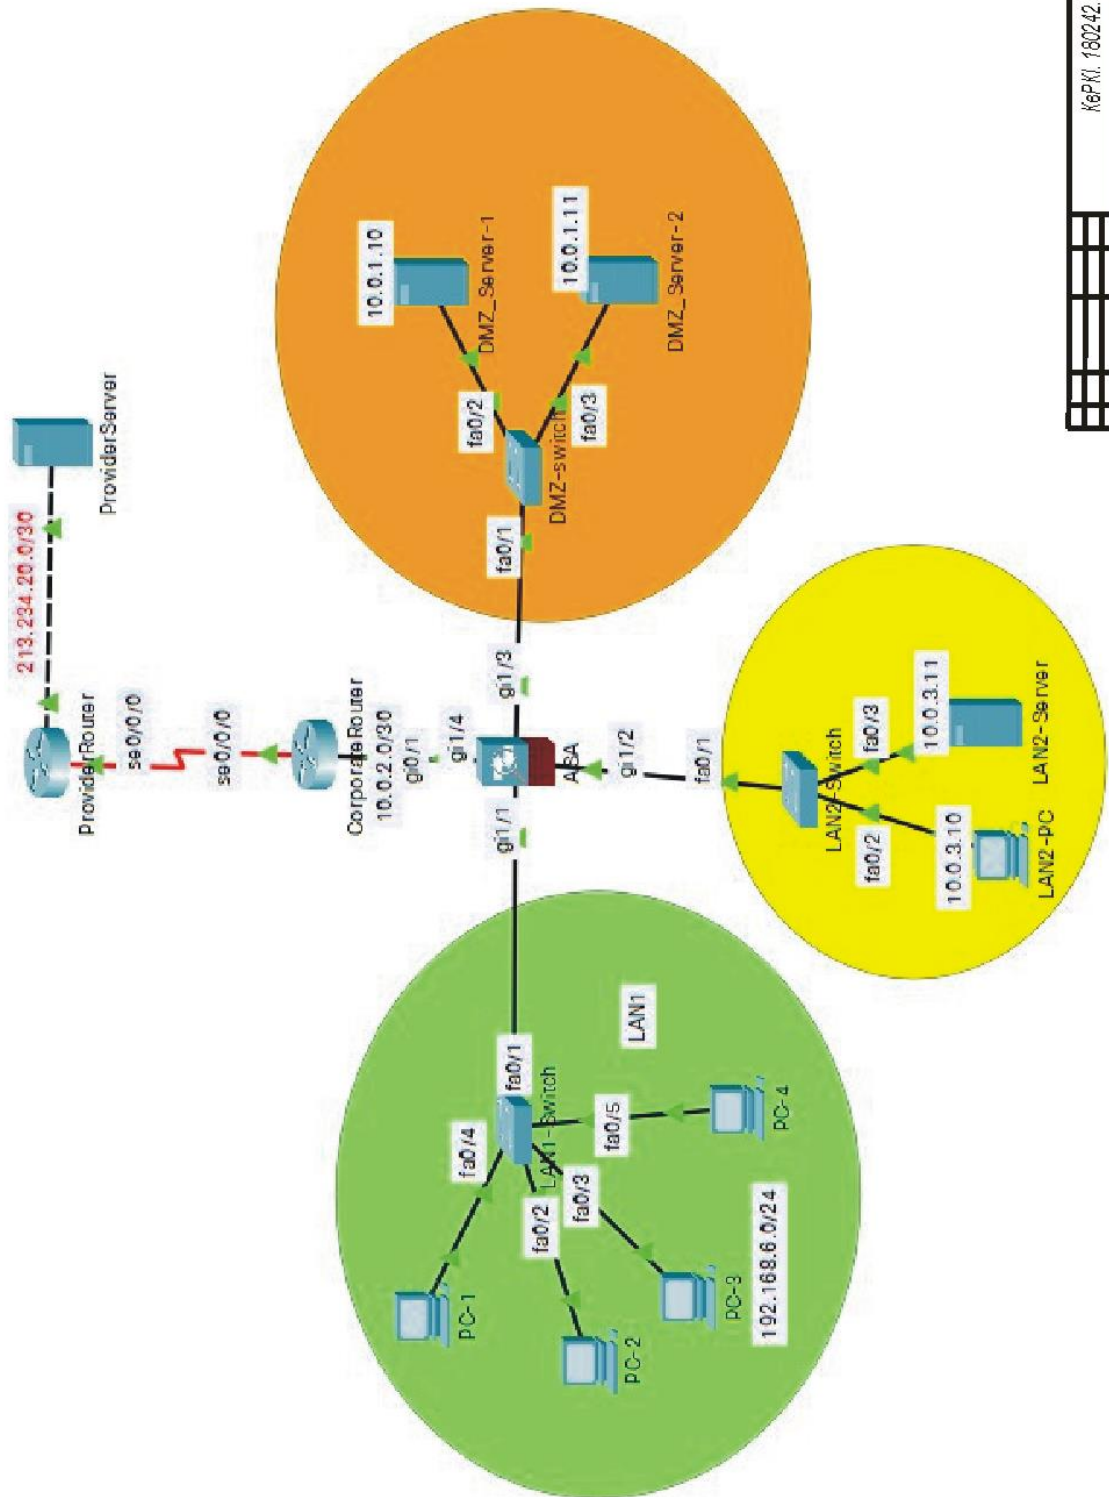 213.234.20.0/30
ProviderServer
ProviderRouter
se0/0/0
se0/0/0
CorporateRouter
10.0.2.0/30
gi0/1
gi1/4
gi1/1
gi1/3
ASA
gi1/2
fa0/1
DMZ-switch
fa0/2
fa0/3
10.0.1.10
DMZ_Server-1
10.0.1.11
DMZ_Server-2
fa0/1
LAN1-Switch
fa0/4
fa0/2
fa0/3
fa0/5
PC-1
PC-2
PC-3
PC-4
LAN1
192.168.6.0/24
fa0/1
LAN2-Switch
fa0/2
fa0/3
10.0.3.10
10.0.3.11
LAN2-PC
LAN2-Server
КвРКІ. 180242.